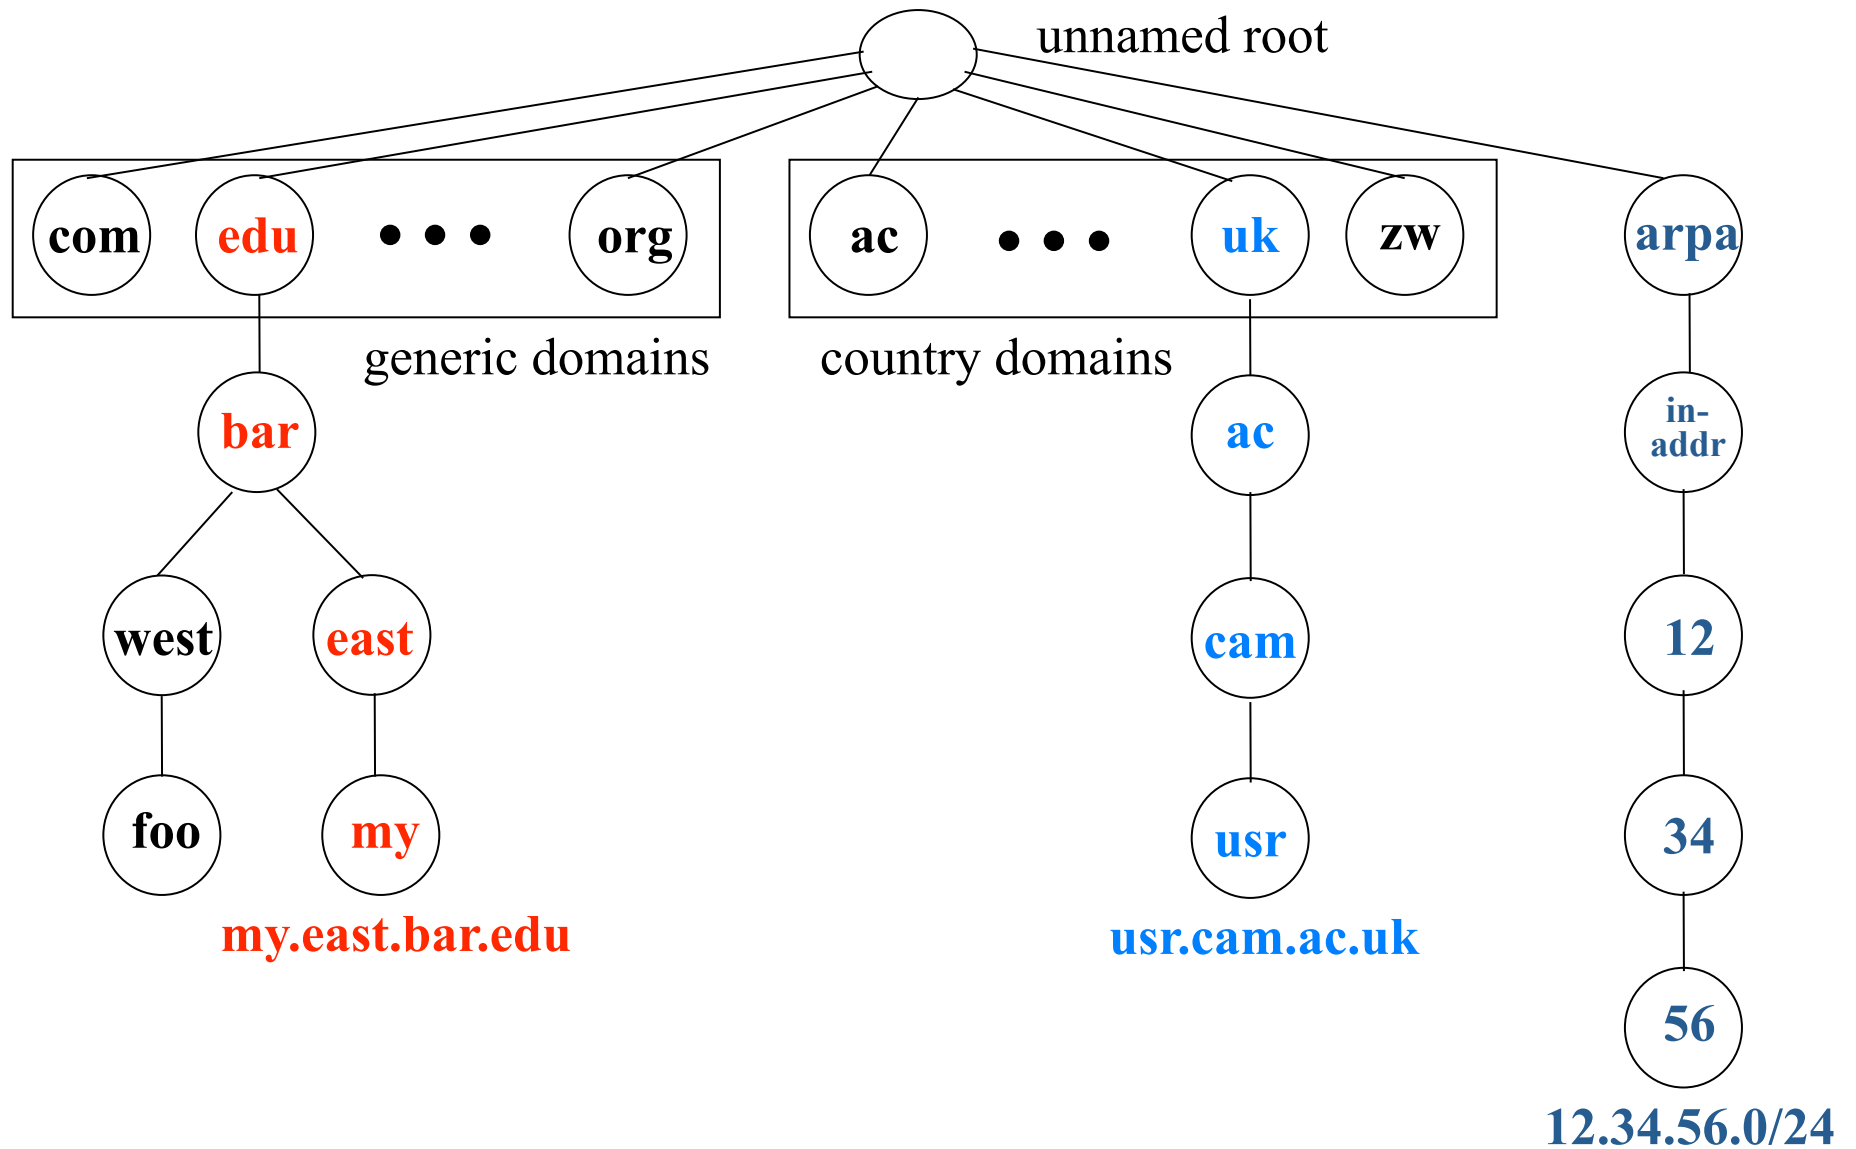 unnamed root
com edu org ac uk zw arpa
generic domains country domains
bar ac in-
addr
west east cam 12
foo my usr 34
my.east.bar.edu usr.cam.ac.uk
56
12.34.56.0/24